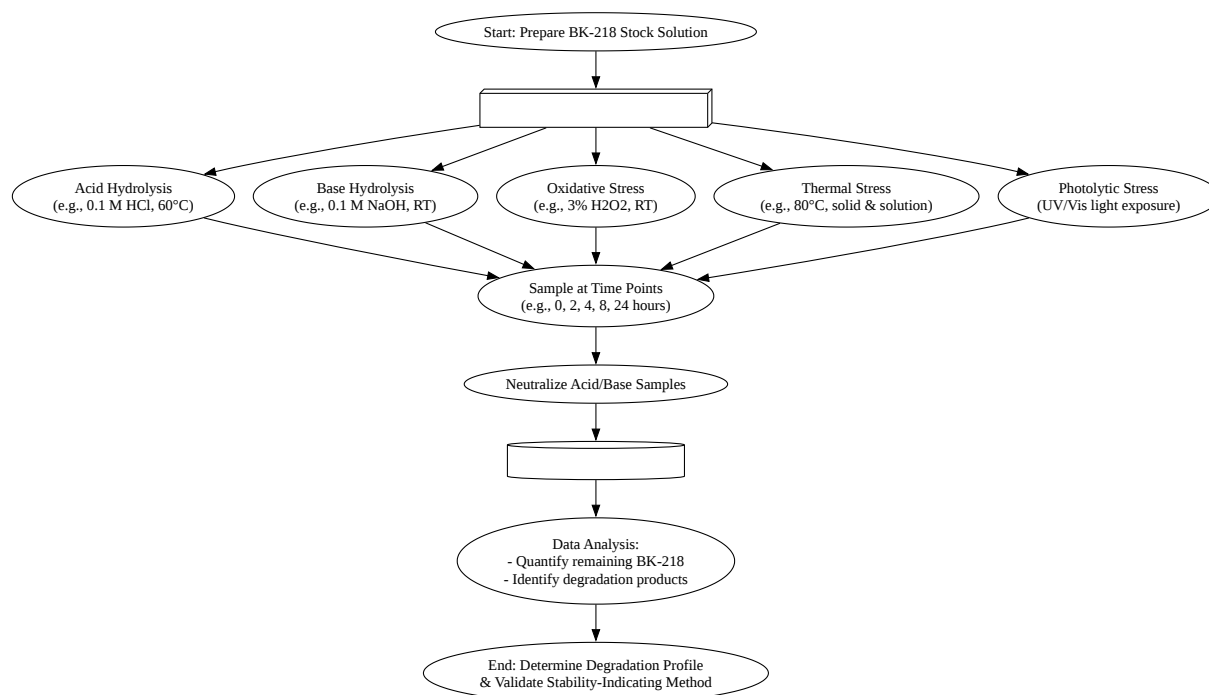 Start: Prepare BK-218 Stock Solution
Acid Hydrolysis
(e.g., 0.1 M HCl, 60°C)
Base Hydrolysis
(e.g., 0.1 M NaOH, RT)
Oxidative Stress
(e.g., 3% H2O2, RT)
Thermal Stress
(e.g., 80°C, solid & solution)
Photolytic Stress
(UV/Vis light exposure)
Sample at Time Points
(e.g., 0, 2, 4, 8, 24 hours)
Neutralize Acid/Base Samples
Data Analysis:
- Quantify remaining BK-218
- Identify degradation products
End: Determine Degradation Profile
& Validate Stability-Indicating Method